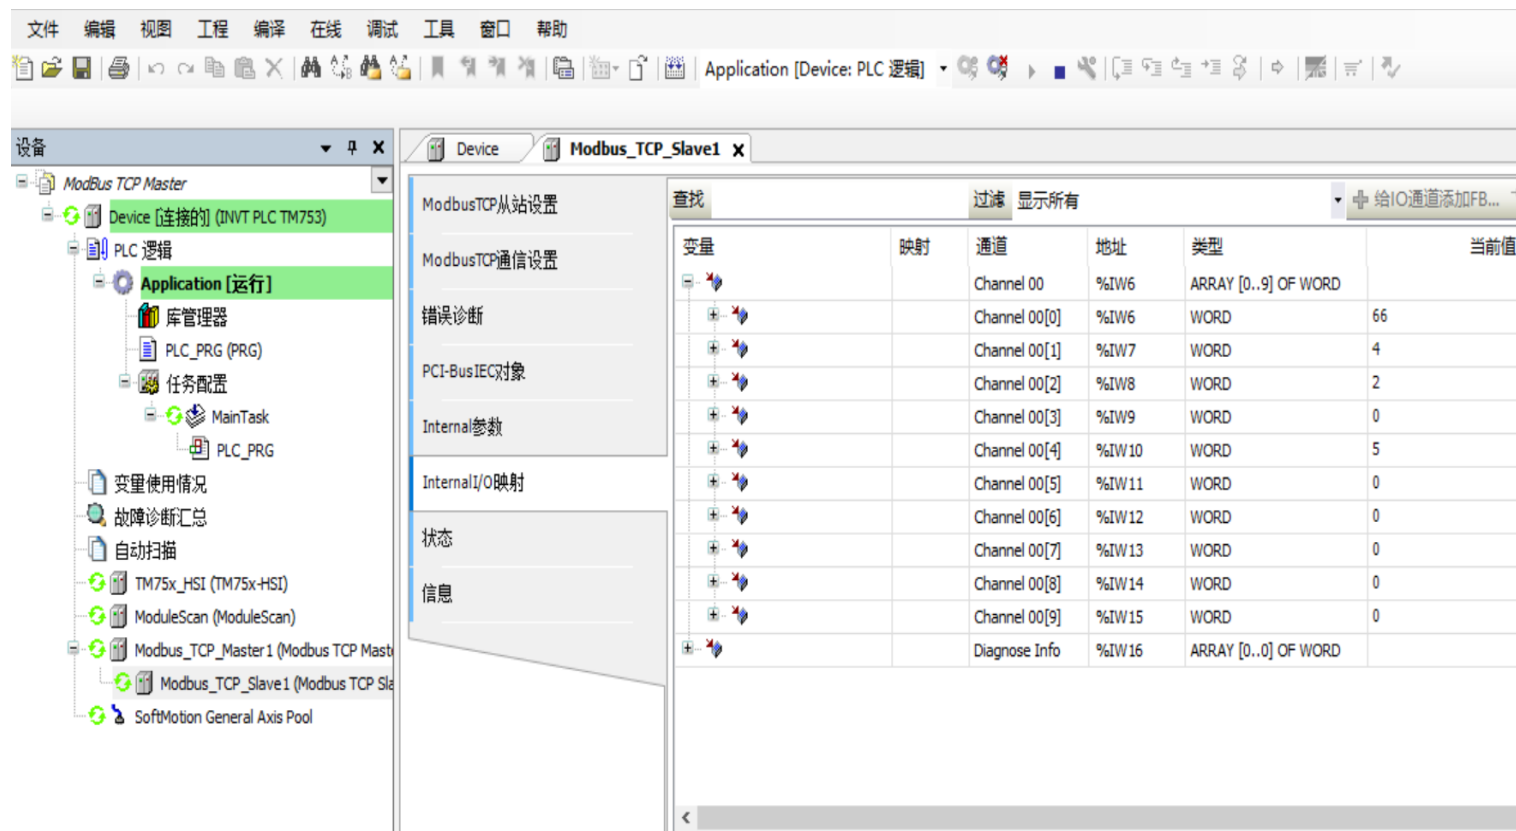 文件 编辑 视图 工程 编译 在线 调试 工具 窗口 帮助
Application [Device: PLC 逻辑]
设备
ModBus TCP Master
Device [连接的] (INVT PLC TM753)
PLC 逻辑
Application [运行]
库管理器
PLC_PRG (PRG)
任务配置
MainTask
PLC_PRG
变量使用情况
故障诊断汇总
自动扫描
TM75x_HSI (TM75x-HSI)
ModuleScan (ModuleScan)
Modbus_TCP_Master1 (Modbus TCP Mast
Modbus_TCP_Slave1 (Modbus TCP Sla
SoftMotion General Axis Pool
Device Modbus_TCP_Slave1
ModbusTCP从站设置
ModbusTCP通信设置
错误诊断
PCI-BusIEC对象
Internal参数
InternalI/O映射
状态
信息
查找 过滤 显示所有 给IO通道添加FB...
变量 映射 通道 地址 类型 当前值
Channel 00 %IW6 ARRAY [0..9] OF WORD
Channel 00[0] %IW6 WORD 66
Channel 00[1] %IW7 WORD 4
Channel 00[2] %IW8 WORD 2
Channel 00[3] %IW9 WORD 0
Channel 00[4] %IW10 WORD 5
Channel 00[5] %IW11 WORD 0
Channel 00[6] %IW12 WORD 0
Channel 00[7] %IW13 WORD 0
Channel 00[8] %IW14 WORD 0
Channel 00[9] %IW15 WORD 0
Diagnose Info %IW16 ARRAY [0..0] OF WORD